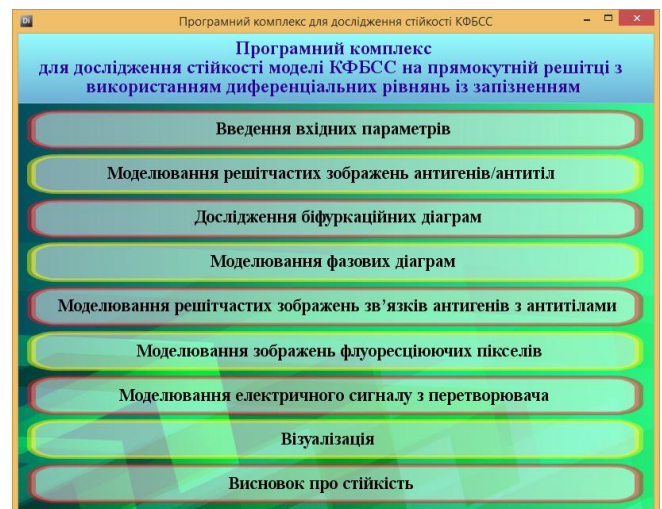 Di Програмний комплекс для дослідження стійкості КФБСС
Програмний комплекс
для дослідження стійкості моделі КФБСС на прямокутній решітці з
використанням диференціальних рівнянь із запізненням
Введення вхідних параметрів
Моделювання решітчастих зображень антигенів/антитіл
Дослідження біфуркаційних діаграм
Моделювання фазових діаграм
Моделювання решітчастих зображень зв’язків антигенів з антитілами
Моделювання зображень флуоресціюючих пікселів
Моделювання електричного сигналу з перетворювача
Візуалізація
Висновок про стійкість